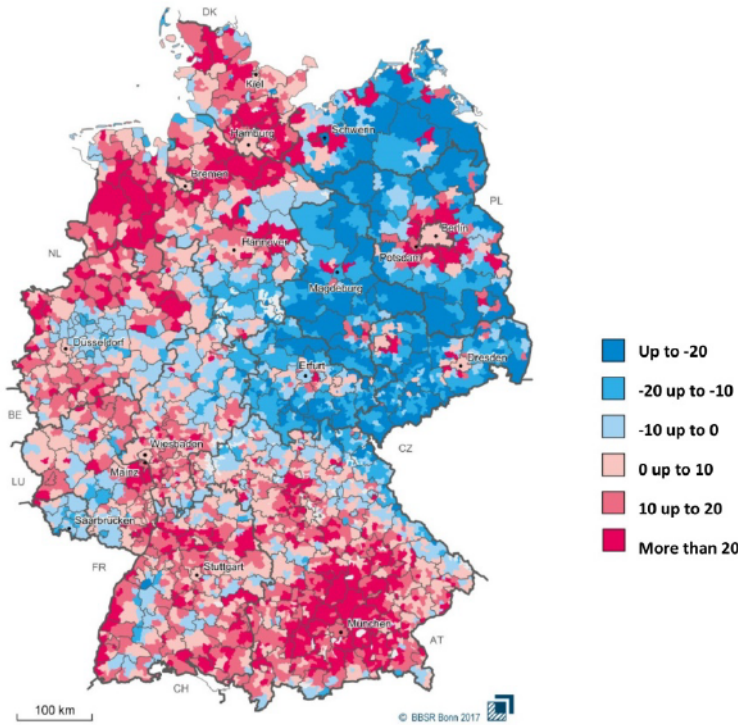 DK
Kiel
Schwerin
Hamburg
Bremen
PL
Berlin
Hannover
Potsdam
NL
Magdeburg
Düsseldorf
Dresden
Erfurt
BE
CZ
Wiesbaden
LU
Mainz
Saarbrücken
FR
Stuttgart
München
AT
CH
100 km
© BBSR Bonn 2017
Up to -20
-20 up to -10
-10 up to 0
0 up to 10
10 up to 20
More than 20